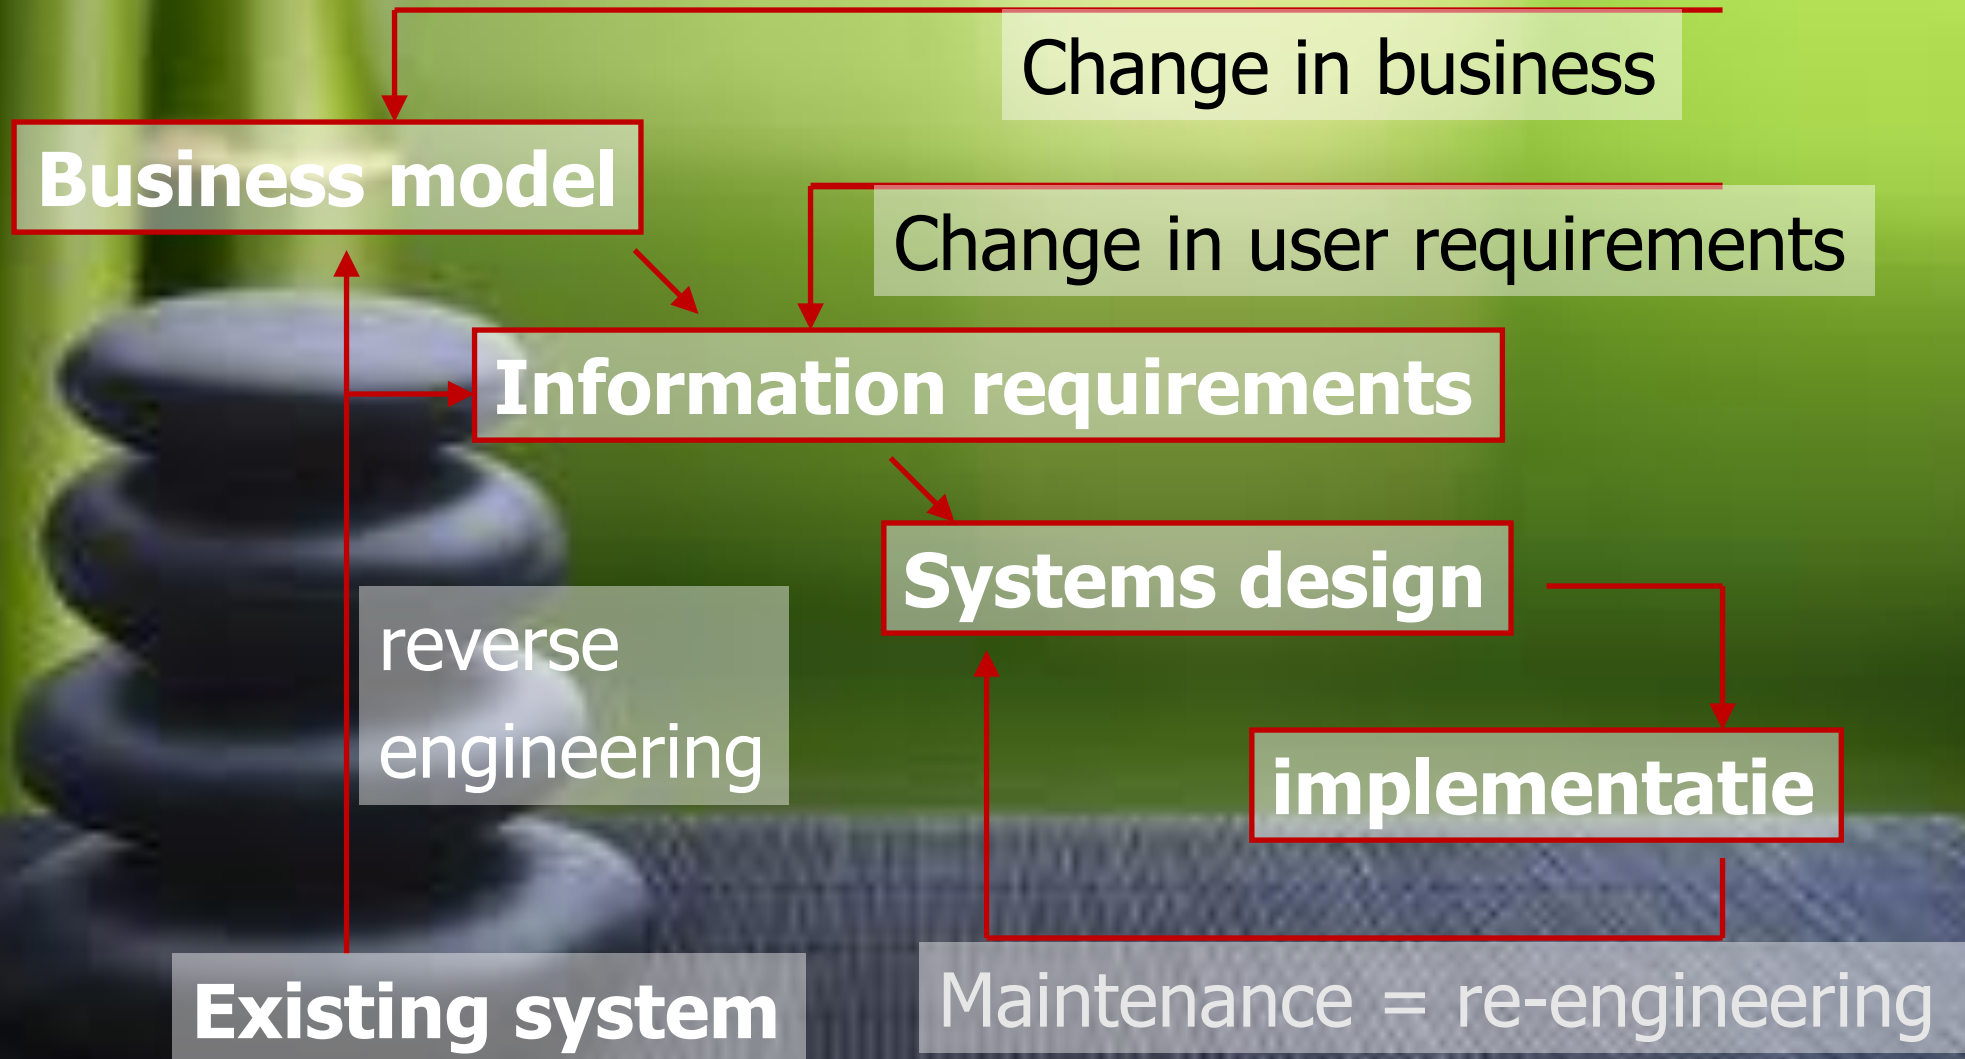 Change in business
Business model
Change in user requirements
Information requirements
Systems design
reverse
engineering
implementatie
Existing system
Maintenance = re-engineering